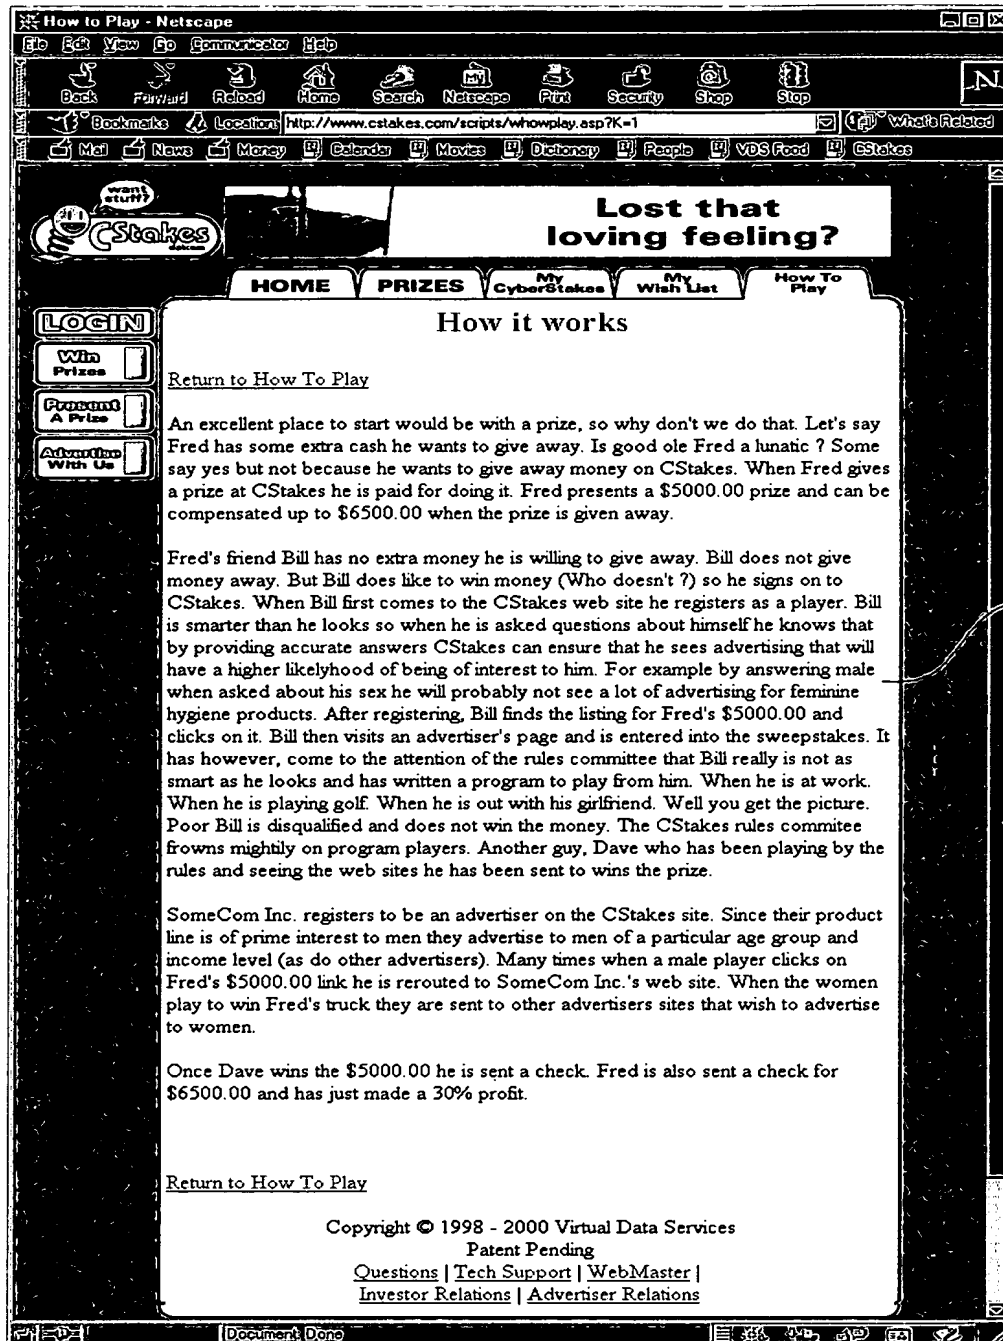 How to Play - Netscape
File Edit View Go Communicator Help
Back Forward Reload Home Search Netscape Print Security Shop Stop
N
Bookmarks Location: http://www.cstakes.com/scripts/whowplay.asp?K=1 What's Related
Mail News Money Calendar Movies Dictionary People VDS Food CStakes
want
stuff?
CStakes
dotcom
Lost that
loving feeling?
HOME PRIZES My CyberStakes My Wish List How To Play
LOGIN
Win
Prizes
Present
A Prize
Advertise
With Us
How it works
Return to How To Play
An excellent place to start would be with a prize, so why don't we do that. Let's say
Fred has some extra cash he wants to give away. Is good ole Fred a lunatic ? Some
say yes but not because he wants to give away money on CStakes. When Fred gives
a prize at CStakes he is paid for doing it. Fred presents a $5000.00 prize and can be
compensated up to $6500.00 when the prize is given away.
Fred's friend Bill has no extra money he is willing to give away. Bill does not give
money away. But Bill does like to win money (Who doesn't ?) so he signs on to
CStakes. When Bill first comes to the CStakes web site he registers as a player. Bill
is smarter than he looks so when he is asked questions about himself he knows that
by providing accurate answers CStakes can ensure that he sees advertising that will
have a higher likelyhood of being of interest to him. For example by answering male
when asked about his sex he will probably not see a lot of advertising for feminine
hygiene products. After registering, Bill finds the listing for Fred's $5000.00 and
clicks on it. Bill then visits an advertiser's page and is entered into the sweepstakes. It
has however, come to the attention of the rules committee that Bill really is not as
smart as he looks and has written a program to play from him. When he is at work.
When he is playing golf. When he is out with his girlfriend. Well you get the picture.
Poor Bill is disqualified and does not win the money. The CStakes rules commitee
frowns mightily on program players. Another guy, Dave who has been playing by the
rules and seeing the web sites he has been sent to wins the prize.
SomeCom Inc. registers to be an advertiser on the CStakes site. Since their product
line is of prime interest to men they advertise to men of a particular age group and
income level (as do other advertisers). Many times when a male player clicks on
Fred's $5000.00 link he is rerouted to SomeCom Inc.'s web site. When the women
play to win Fred's truck they are sent to other advertisers sites that wish to advertise
to women.
Once Dave wins the $5000.00 he is sent a check. Fred is also sent a check for
$6500.00 and has just made a 30% profit.
Return to How To Play
Copyright © 1998 - 2000 Virtual Data Services
Patent Pending
Questions | Tech Support | WebMaster |
Investor Relations | Advertiser Relations
Document: Done